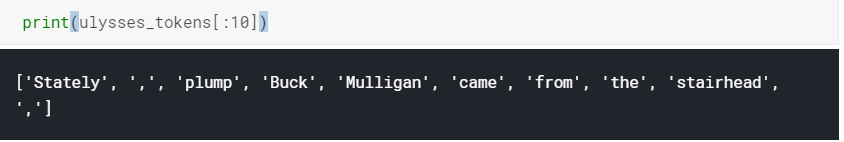 print(ulysses_tokens[:10])
['Stately', ',', 'plump', 'Buck', 'Mulligan', 'came', 'from', 'the', 'stairhead',
',']